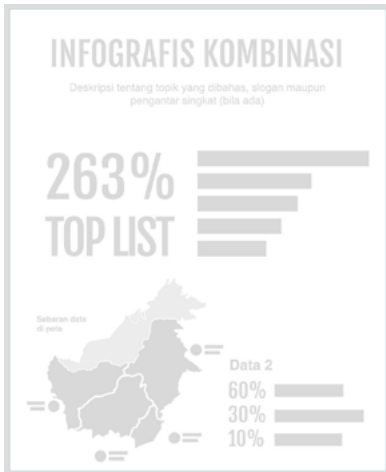 INFOGRAFIS KOMBINASI
Deskripsi tentang topik yang dibahas, slogan maupun
pengantar singkat (bila ada)
263%
TOP LIST
Sebaran data
di peta
Data 2
60%
30%
10%